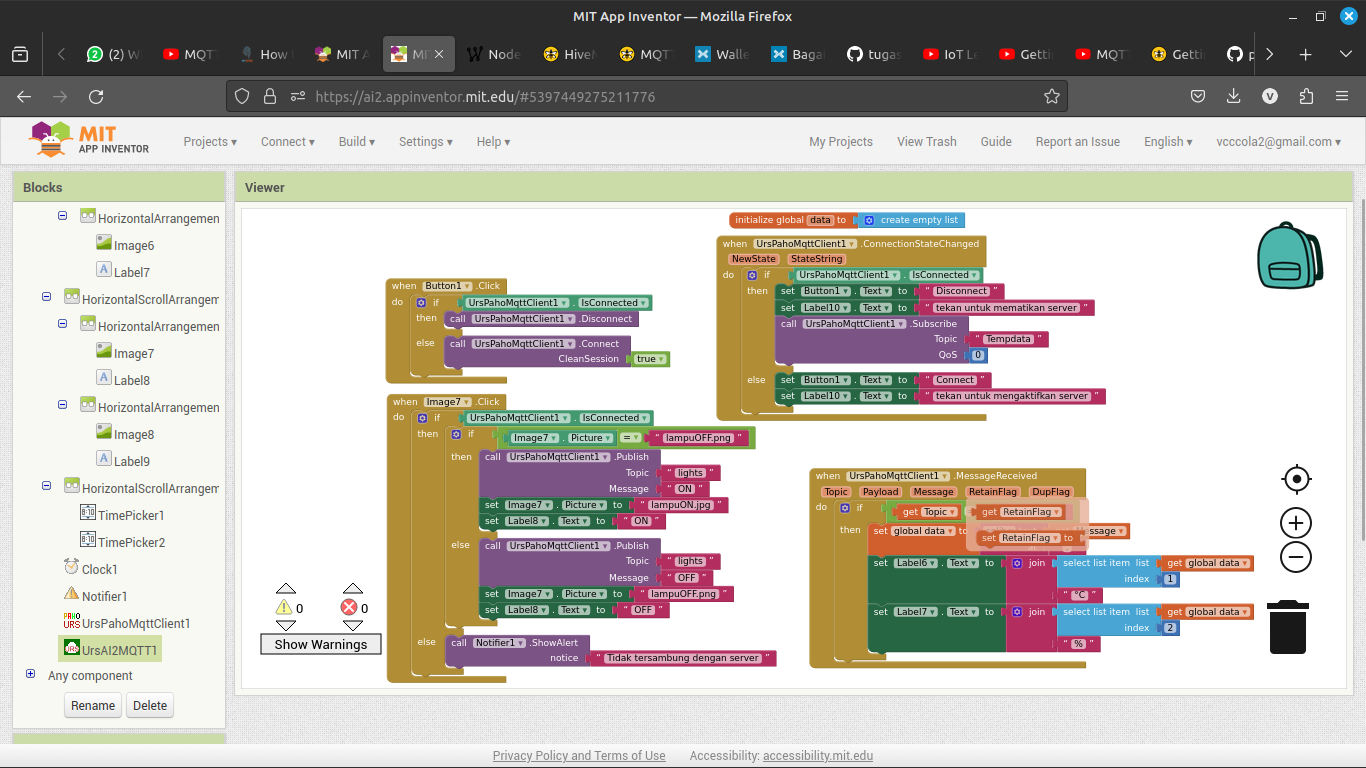 MIT App Inventor — Mozilla Firefox
(2) W
MQT
How
MIT A
MI
Node
HiveM
MQT
Walle
Baga
tugas
IoT Le
Getti
MQT
Getti
https://ai2.appinventor.mit.edu/#5397449275211776
V
MIT
APP INVENTOR
Projects
Connect
Build
Settings
Help
My Projects
View Trash
Guide
Report an Issue
English
vcccola2@gmail.com
Blocks
HorizontalArrangemen
Image6
Label7
HorizontalScrollArrangem
HorizontalArrangemen
Image7
Label8
HorizontalArrangemen
Image8
Label9
HorizontalScrollArrangem
TimePicker1
TimePicker2
Clock1
Notifier1
UrsPahoMqttClient1
UrsAI2MQTT1
Any component
Rename
Delete
Viewer
initialize global data to create empty list
when UrsPahoMqttClient1 .ConnectionStateChanged
NewState StateString
do if UrsPahoMqttClient1 . IsConnected
then set Button1 . Text to " Disconnect "
set Label10 . Text to " tekan untuk mematikan server "
call UrsPahoMqttClient1 .Subscribe
Topic " Tempdata "
QoS 0
else set Button1 . Text to " Connect "
set Label10 . Text to " tekan untuk mengaktifkan server "
when Button1 .Click
do if UrsPahoMqttClient1 . IsConnected
then call UrsPahoMqttClient1 .Disconnect
else call UrsPahoMqttClient1 .Connect
CleanSession true
when Image7 .Click
do if UrsPahoMqttClient1 . IsConnected
then if Image7 . Picture = " lampuOFF.png "
then call UrsPahoMqttClient1 .Publish
Topic " lights "
Message " ON "
set Image7 . Picture to " lampuON.jpg "
set Label8 . Text to " ON "
else call UrsPahoMqttClient1 .Publish
Topic " lights "
Message " OFF "
set Image7 . Picture to " lampuOFF.png "
set Label8 . Text to " OFF "
else call Notifier1 .ShowAlert
notice " Tidak tersambung dengan server "
when UrsPahoMqttClient1 .MessageReceived
Topic Payload Message RetainFlag DupFlag
do if get Topic get RetainFlag
then set global data to set RetainFlag to
set Label6 . Text to join select list item list get global data
index 1
" °C "
set Label7 . Text to join select list item list get global data
index 2
" % "
0
0
Show Warnings
Privacy Policy and Terms of Use
Accessibility: accessibility.mit.edu